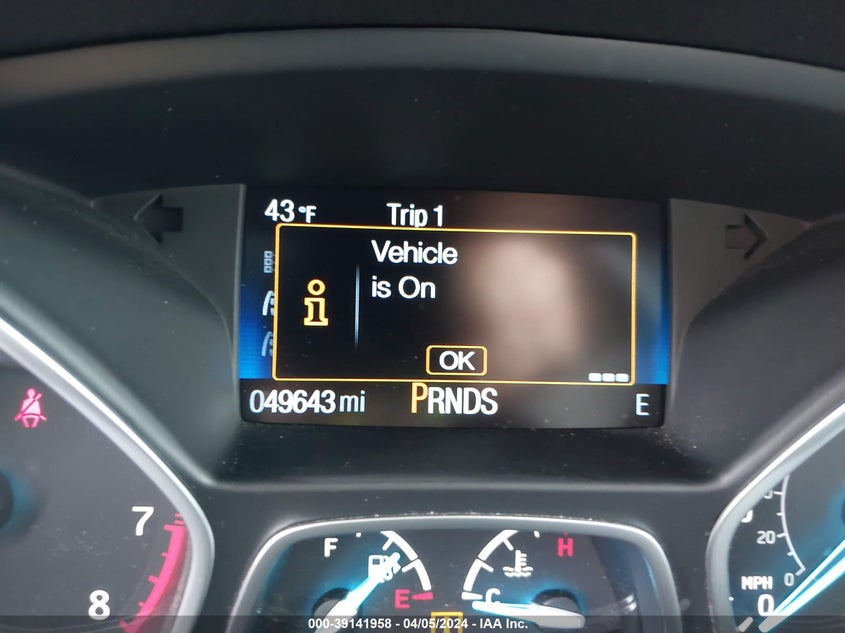 43°F Trip 1
Vehicle
is On
i
OK
049643 mi PRNDS E
7
8
F H
E C
20
0
MPH
0
000-39141958 - 04/05/2024 - IAA Inc.